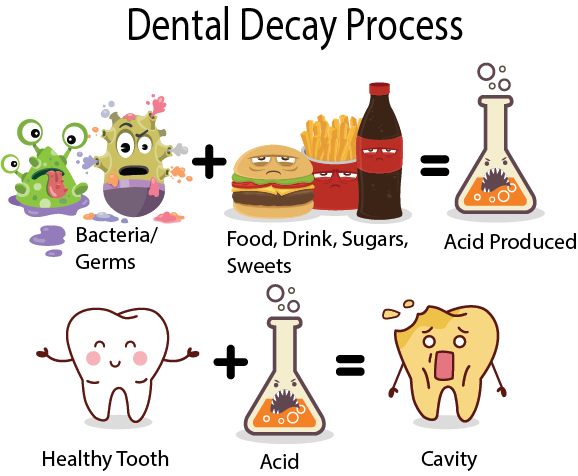 Dental Decay Process
Bacteria/
Germs
Food, Drink, Sugars,
Sweets
Acid Produced
Healthy Tooth
Acid
Cavity